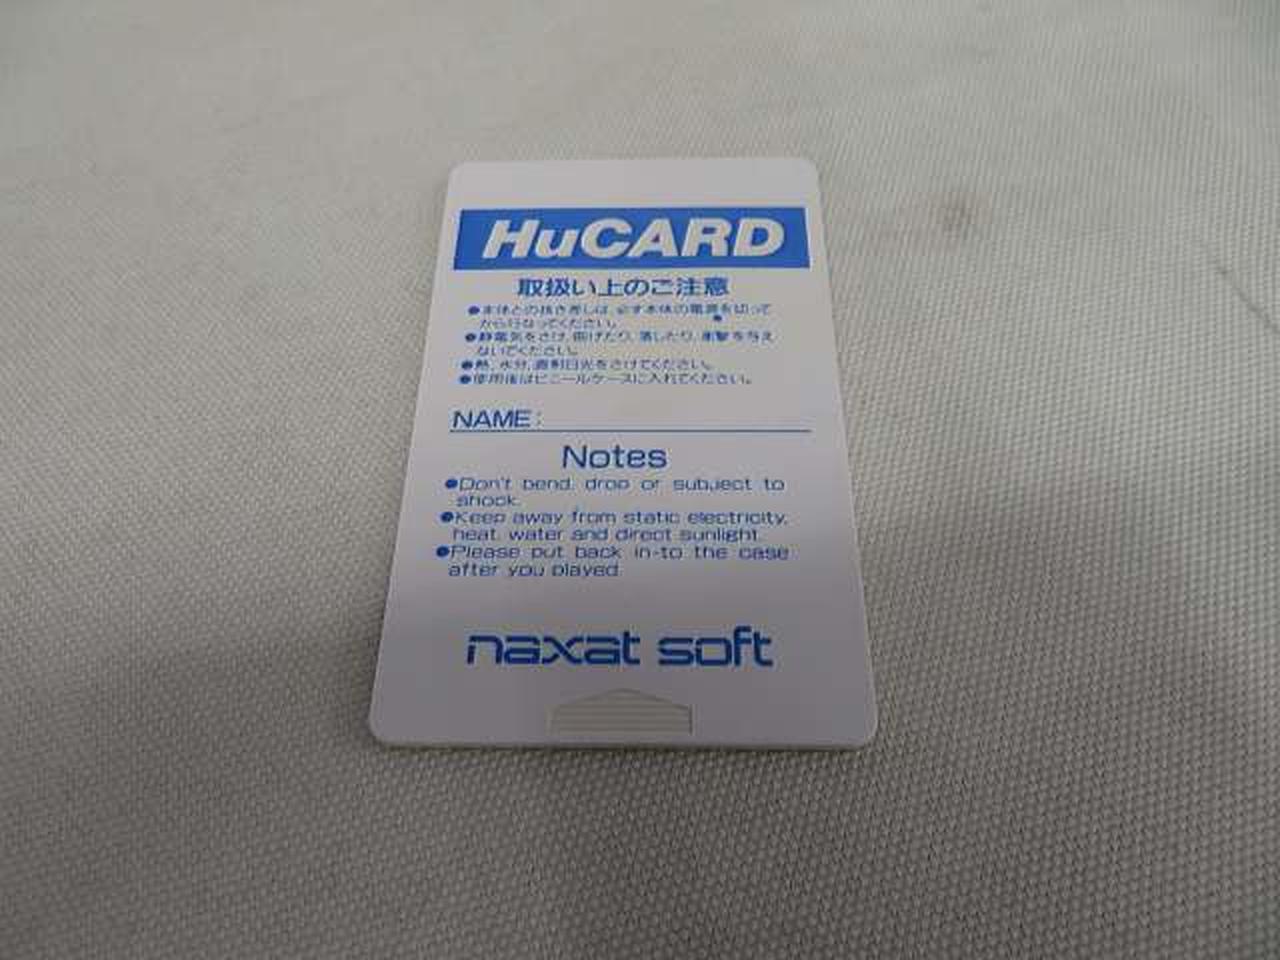 HuCARD
取扱い上のご注意
●本体との抜き差しは、必ず本体の電源を切って
から行なってください。
●静電気をさけ、曲げたり、落したり、衝撃を与え
ないでください。
●熱、水分、直射日光をさけてください。
●使用後はビニールケースに入れてください。
NAME:
Notes
●Don't bend, drop or subject to
shock.
●Keep away from static electricity,
heat, water and direct sunlight.
●Please put back in-to the case
after you played.
naxat soft